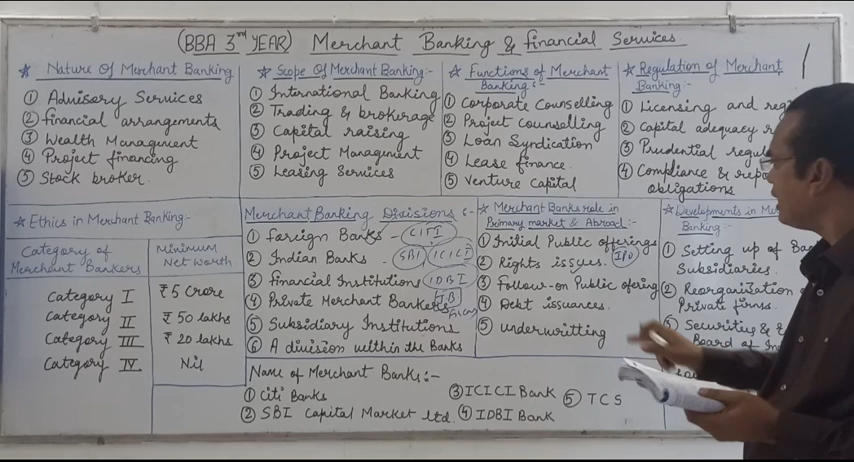 (BBA 3rd YEAR) Merchant Banking & financial Services
★ Nature Of Merchant Banking
① Advisory Services
② financial arrangements
③ Wealth Management
④ Project financing
⑤ Stock broker.
★ Scope Of Merchant Banking:-
① International Banking
② Trading & brokerage
③ Capital raising
④ Project Management
⑤ Leasing Services
★ Functions of Merchant
Banking:-
① Corporate Counselling
② Project counselling
③ Loan Syndication
④ Lease finance.
⑤ Venture Capital
★ Regulation of Merchant
Banking:-
① Licensing and
② Capital adequacy
③ Prudential
④ Compliance &
obligations
★ Ethics in Merchant Banking:-
Category of
Merchant Bankers
Minimum
Net worth
Category I ₹ 5 Crore
Category II ₹ 50 lakhs
Category III ₹ 20 lakhs
Category IV Nil
Merchant Banking Divisions:-
① Foreign Banks - CITI
② Indian Banks - SBI ICICI
③ financial Institutions IDBI
④ Private Merchant Bankers
⑤ Subsidiary Institutions
⑥ A division within the Banks
★ Merchant Banks role in
Primary market & Abroad:-
① Initial Public offerings
② Rights issues. IPO
③ Follow-on Public ofering
④ Debt issuances.
⑤ underwritting
★ Developments in
Banking:-
① Setting up of
Subsidiaries.
② Reorganization
Private firms.
③ Securities &
Board of
Name of Merchant Banks:-
① Citi Banks
② SBI Capital Market ltd.
③ ICICI Bank
④ IDBI Bank
⑤ TCS